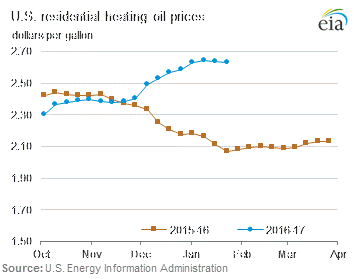 U.S. residential heating oil prices
dollars per gallon
eia
2.70
2.50
2.30
2.10
1.90
1.70
1.50
Oct Nov Dec Jan Feb Mar Apr
2015-16 2016-17
Source: U.S. Energy Information Administration